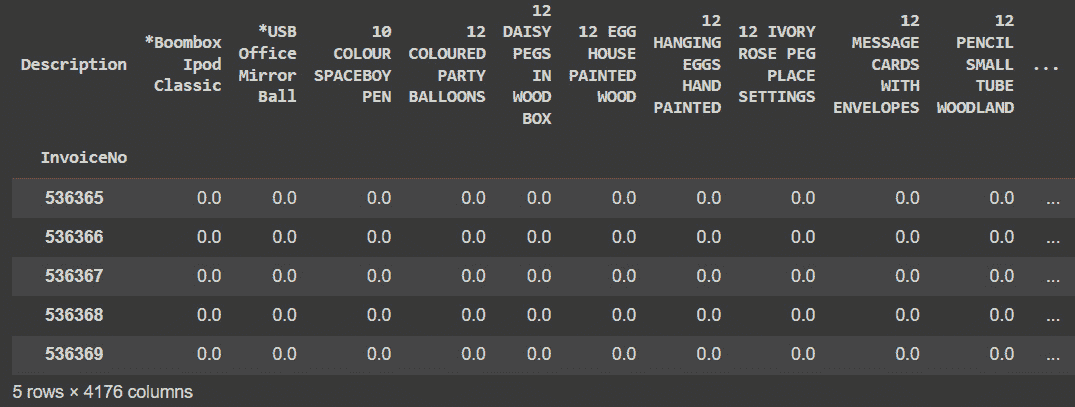 Description *Boombox Ipod Classic *USB Office Mirror Ball 10 COLOUR SPACEBOY PEN 12 COLOURED PARTY BALLOONS 12 DAISY PEGS IN WOOD BOX 12 EGG HOUSE PAINTED WOOD 12 HANGING EGGS HAND PAINTED 12 IVORY ROSE PEG PLACE SETTINGS 12 MESSAGE CARDS WITH ENVELOPES 12 PENCIL SMALL TUBE WOODLAND ...
InvoiceNo
536365 0.0 0.0 0.0 0.0 0.0 0.0 0.0 0.0 0.0 0.0 ...
536366 0.0 0.0 0.0 0.0 0.0 0.0 0.0 0.0 0.0 0.0 ...
536367 0.0 0.0 0.0 0.0 0.0 0.0 0.0 0.0 0.0 0.0 ...
536368 0.0 0.0 0.0 0.0 0.0 0.0 0.0 0.0 0.0 0.0 ...
536369 0.0 0.0 0.0 0.0 0.0 0.0 0.0 0.0 0.0 0.0 ...
5 rows × 4176 columns